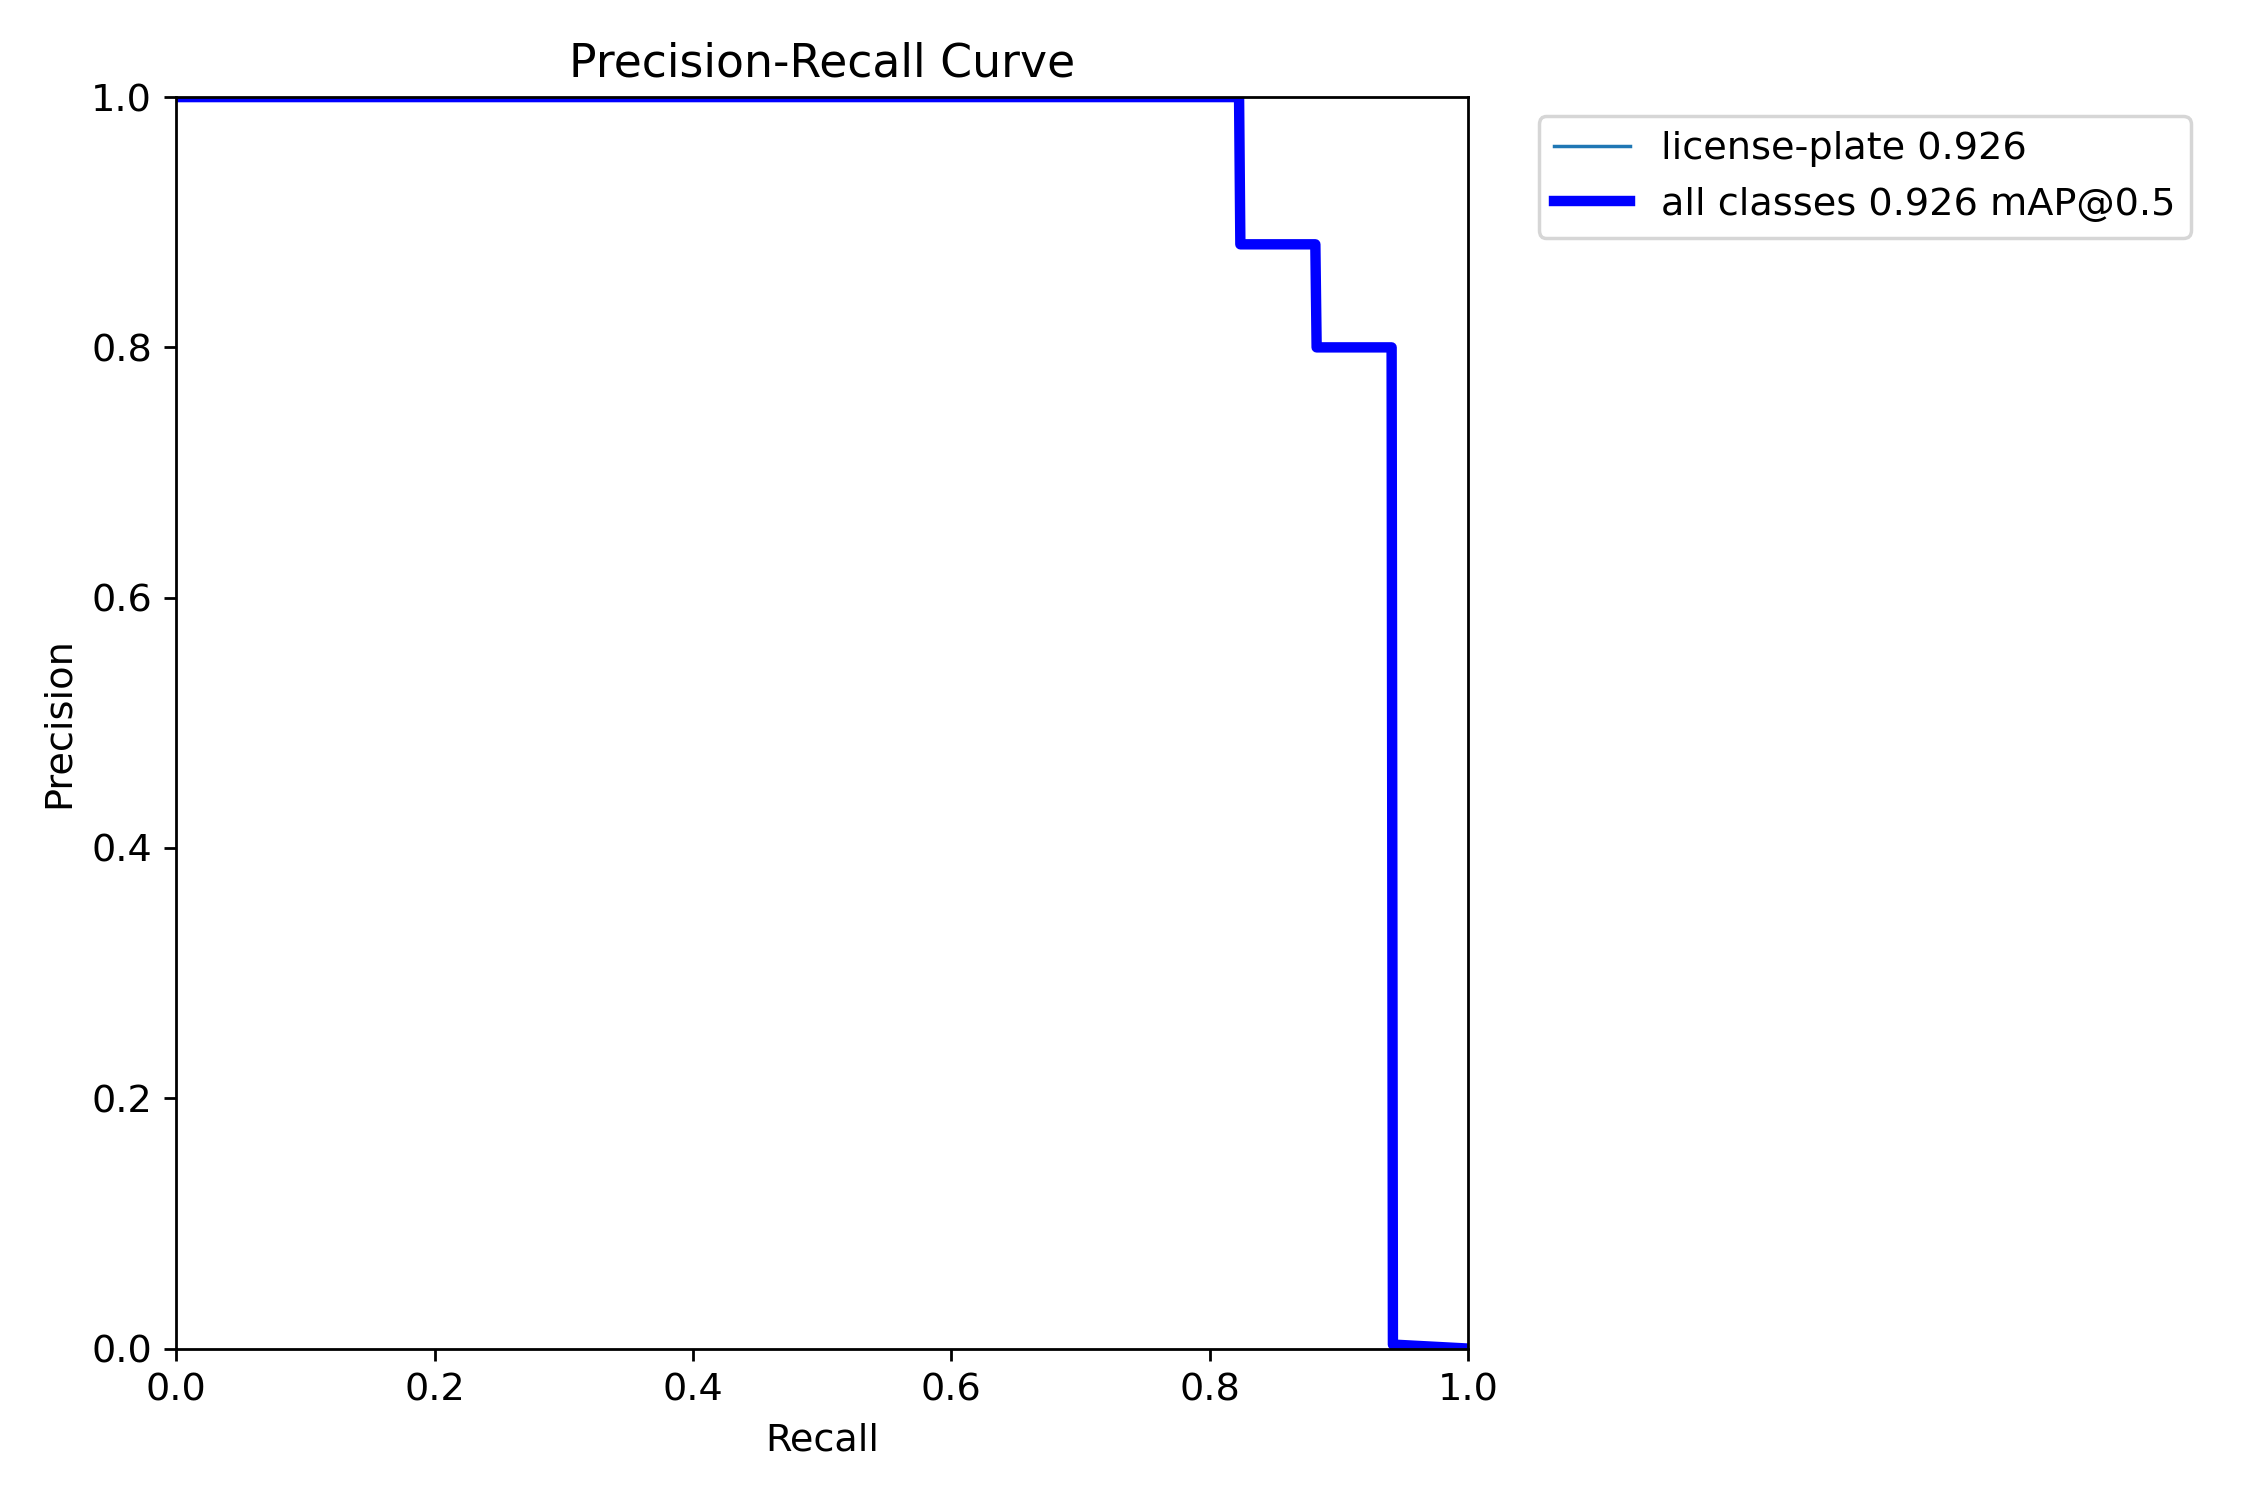 Precision-Recall Curve
1.0
0.8
0.6
0.4
0.2
0.0
Precision
0.0 0.2 0.4 0.6 0.8 1.0
Recall
license-plate 0.926
all classes 0.926 mAP@0.5